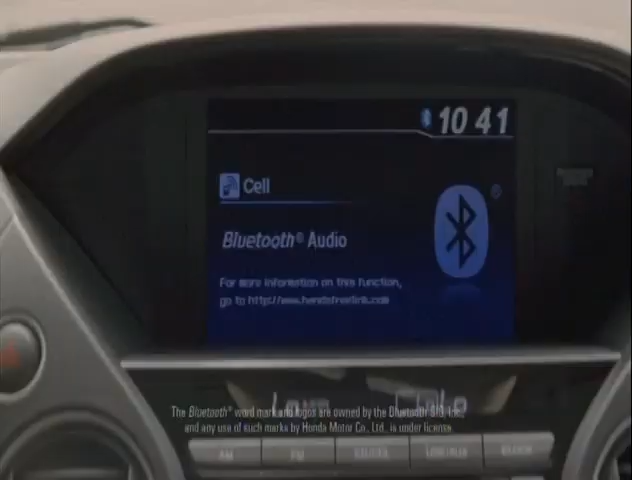 10 41
Cell
Bluetooth® Audio
For more information on this function,
go to http://www.handsfreelink.com
The Bluetooth® word mark and logos are owned by the Bluetooth SIG, Inc.,
and any use of such marks by Honda Motor Co., Ltd., is under license.
AM
FM